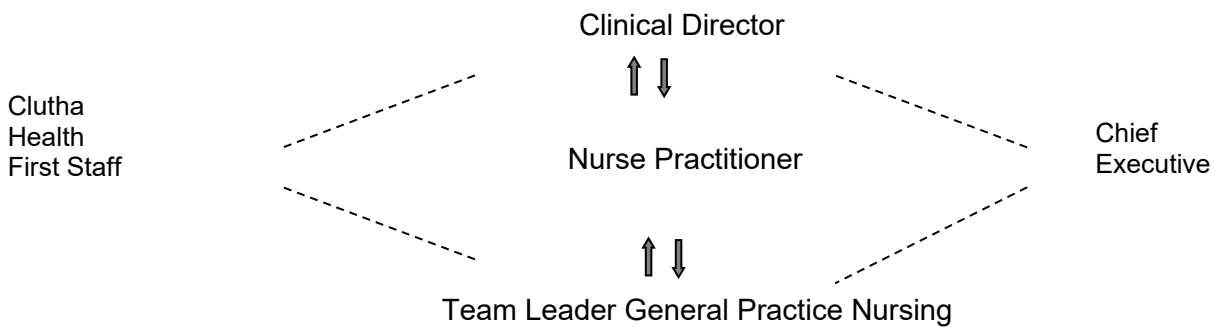 Clinical Director
Clutha
Health
First Staff
Nurse Practitioner
Chief
Executive
Team Leader General Practice Nursing